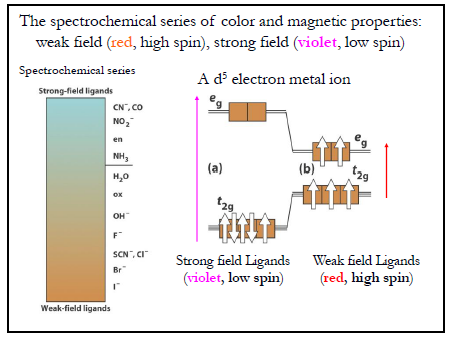 The spectrochemical series of color and magnetic properties:
weak field (red, high spin), strong field (violet, low spin)
Spectrochemical series
Strong-field ligands
CN⁻, CO
NO₂⁻
en
NH₃
H₂O
ox
OH⁻
F⁻
SCN⁻, Cl⁻
Br⁻
I⁻
Weak-field ligands
A d⁵ electron metal ion
e_g
(a)
t₂g
e_g
(b)
t₂g
Strong field Ligands
(violet, low spin)
Weak field Ligands
(red, high spin)